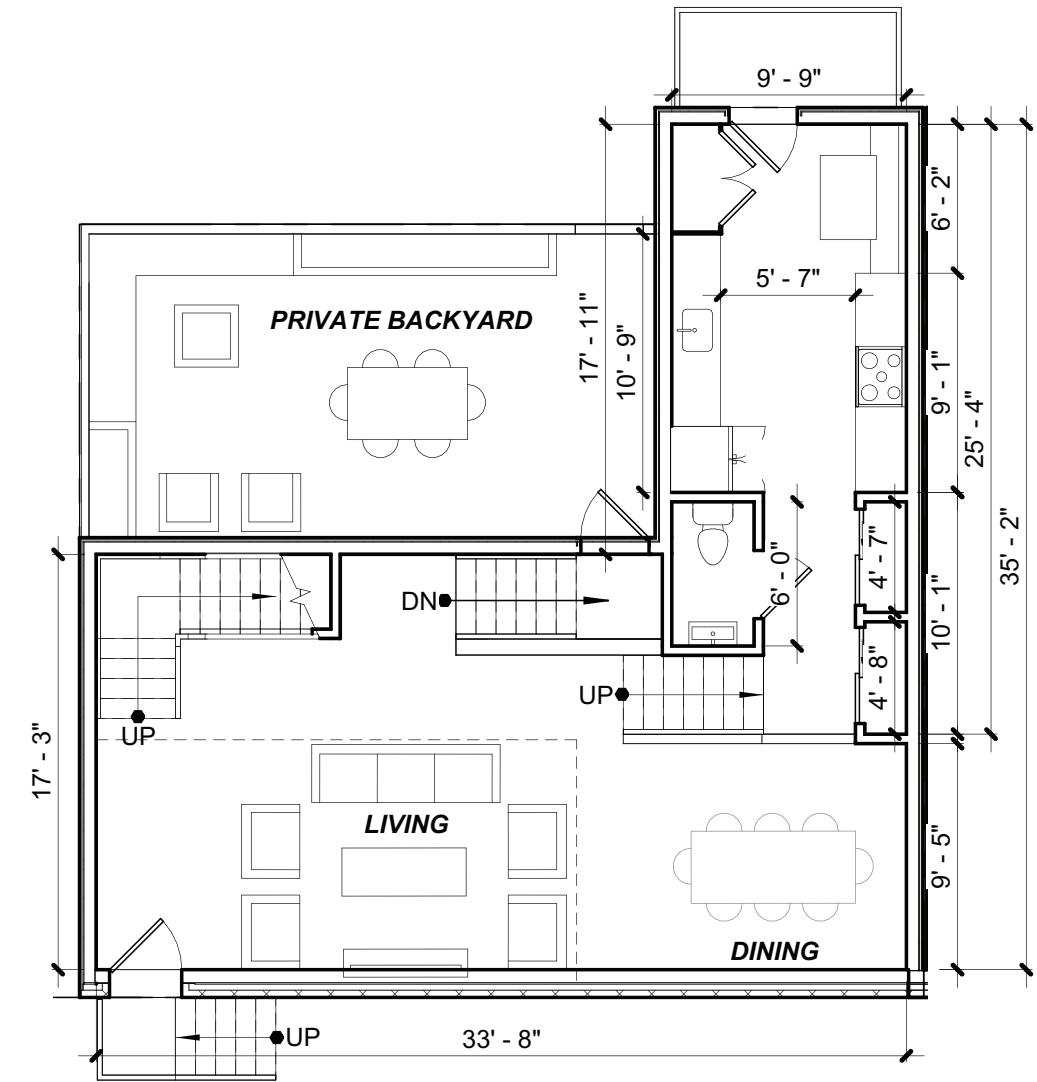 9' - 9"
6' - 2"
5' - 7"
PRIVATE BACKYARD
17' - 11"
10' - 9"
9' - 1"
25' - 4"
35' - 2"
4' - 7"
6' - 0"
DN
10' - 1"
4' - 8"
UP
UP
17' - 3"
LIVING
9' - 5"
DINING
UP
33' - 8"